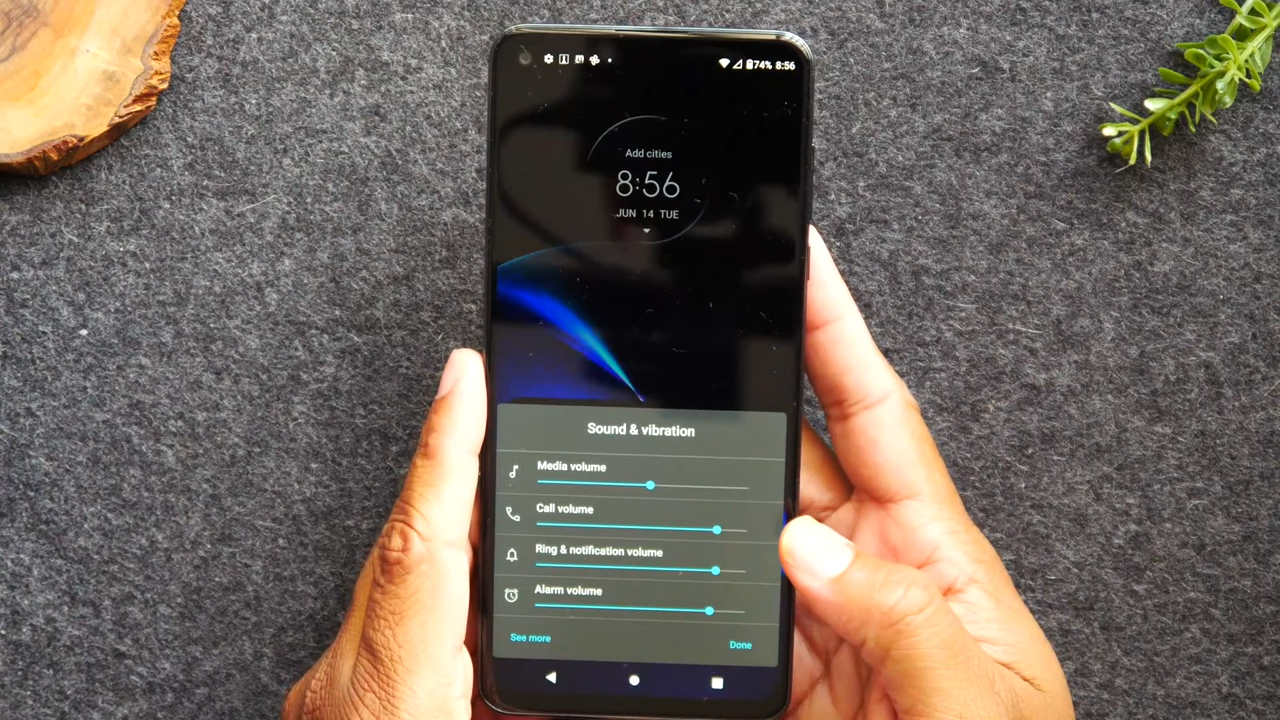 74% 8:56
Add cities
8:56
JUN 14 TUE
Sound & vibration
Media volume
Call volume
Ring & notification volume
Alarm volume
See more
Done